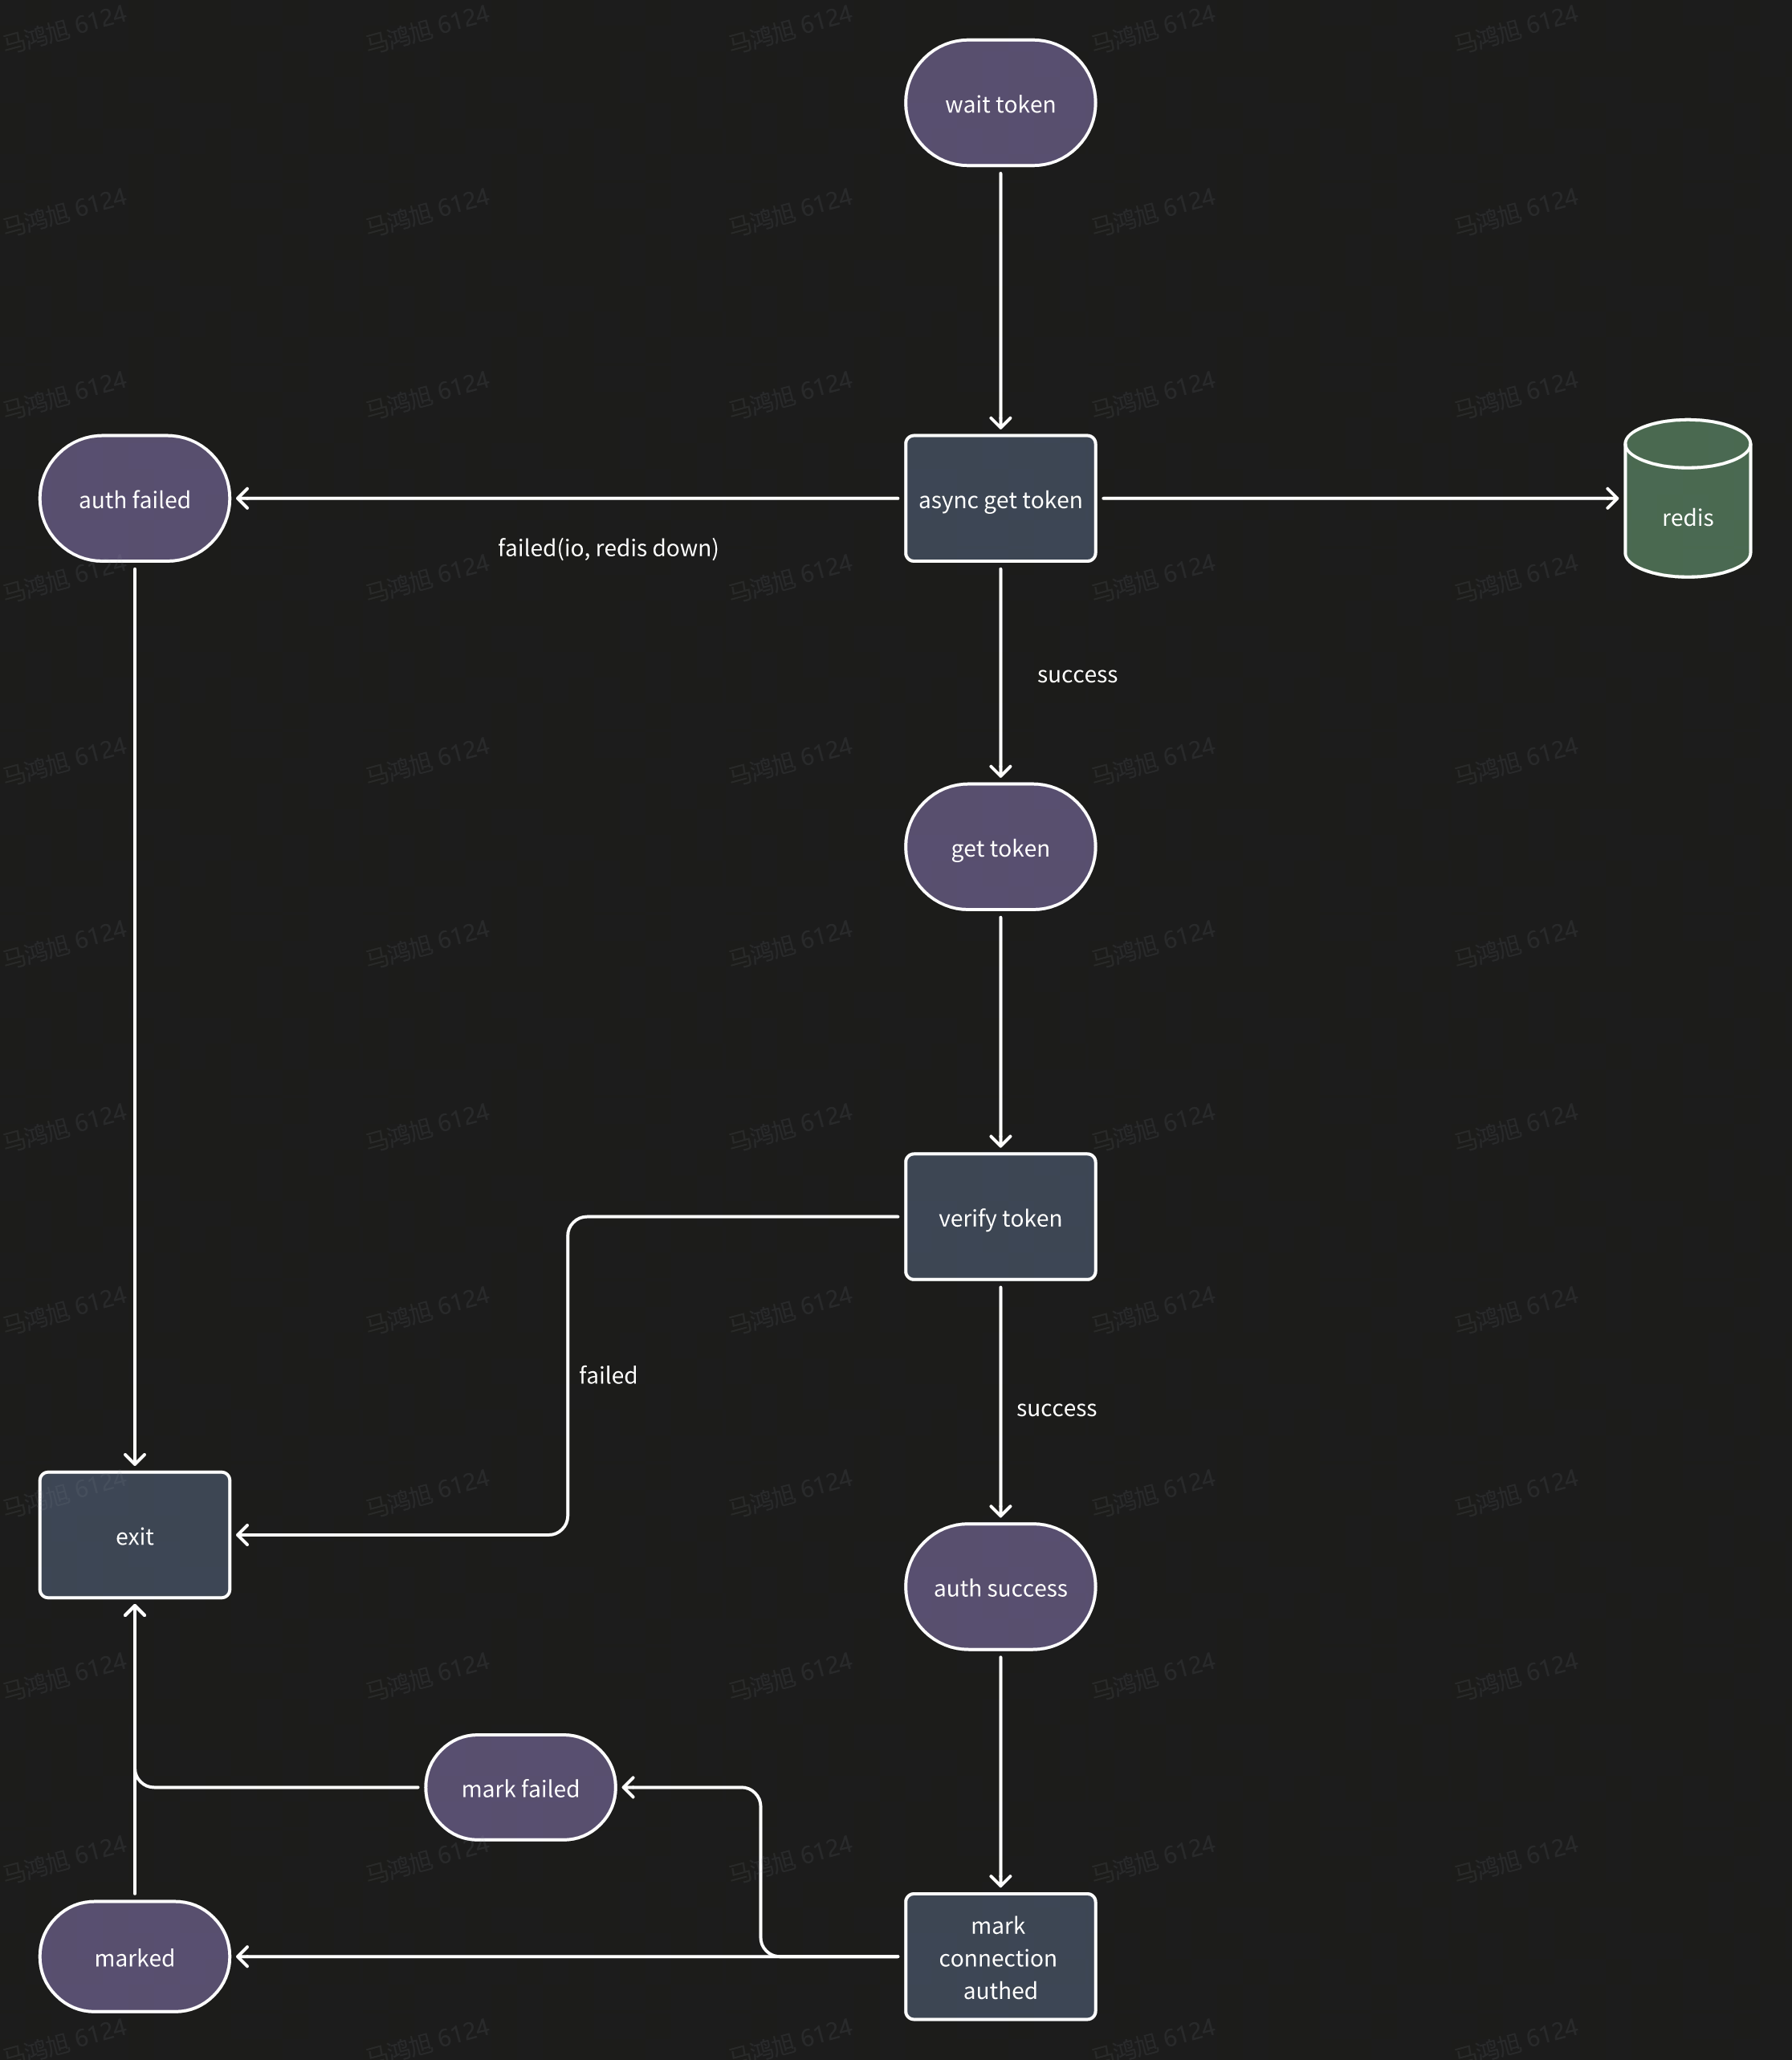 wait token
auth failed
async get token
redis
failed(io, redis down)
success
get token
verify token
failed
success
exit
auth success
mark failed
marked
mark
connection
authed
马鸿旭 6124